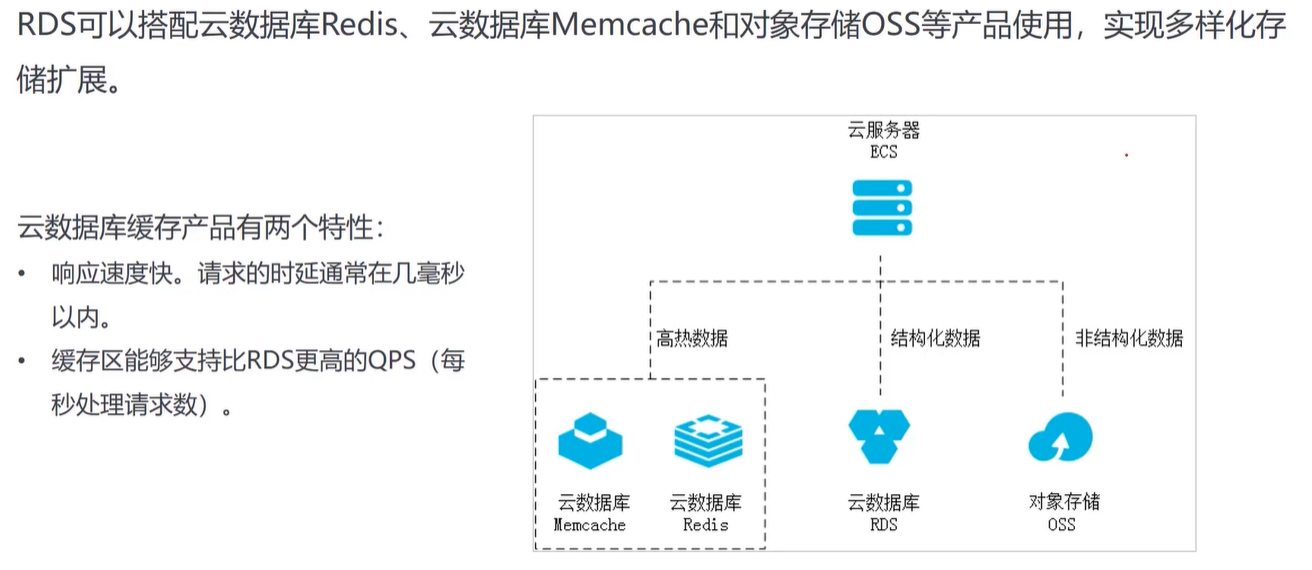 RDS可以搭配云数据库Redis、云数据库Memcache和对象存储OSS等产品使用，实现多样化存
储扩展。
云数据库缓存产品有两个特性：
• 响应速度快。请求的时延通常在几毫秒
以内。
• 缓存区能够支持比RDS更高的QPS（每
秒处理请求数）。
云服务器
ECS
高热数据
结构化数据
非结构化数据
云数据库
Memcache
云数据库
Redis
云数据库
RDS
对象存储
OSS